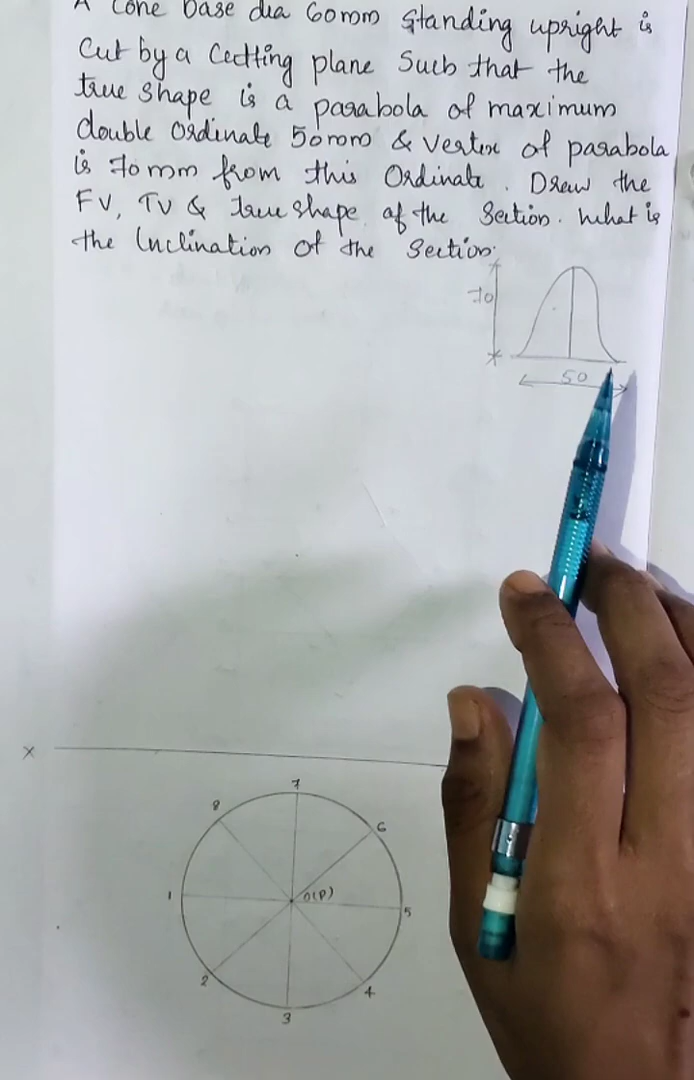 A Cone base dia 60mm standing upright is
Cut by a Cutting plane Such that the
true shape is a parabola of maximum
double Ordinate 50mm & Vertex of parabola
is 70mm from this Ordinate. Draw the
FV, TV & true shape of the Section. What is
the Inclination of the Section.
70
50
X
7
8
6
1
O(P)
5
2
4
3